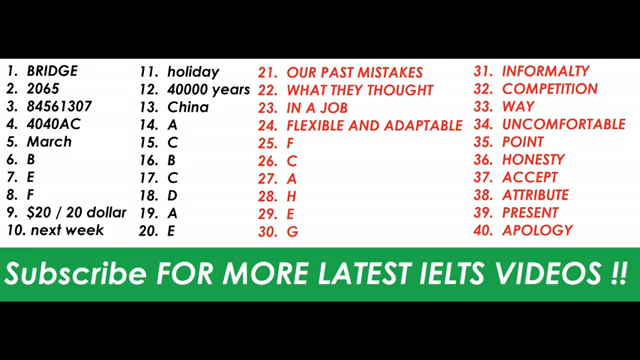 1. BRIDGE
2. 2065
3. 84561307
4. 4040AC
5. March
6. B
7. E
8. F
9. $20 / 20 dollar
10. next week
11. holiday
12. 40000 years
13. China
14. A
15. C
16. B
17. C
18. D
19. A
20. E
21. OUR PAST MISTAKES
22. WHAT THEY THOUGHT
23. IN A JOB
24. FLEXIBLE AND ADAPTABLE
25. F
26. C
27. A
28. H
29. E
30. G
31. INFORMALTY
32. COMPETITION
33. WAY
34. UNCOMFORTABLE
35. POINT
36. HONESTY
37. ACCEPT
38. ATTRIBUTE
39. PRESENT
40. APOLOGY
Subscribe FOR MORE LATEST IELTS VIDEOS !!